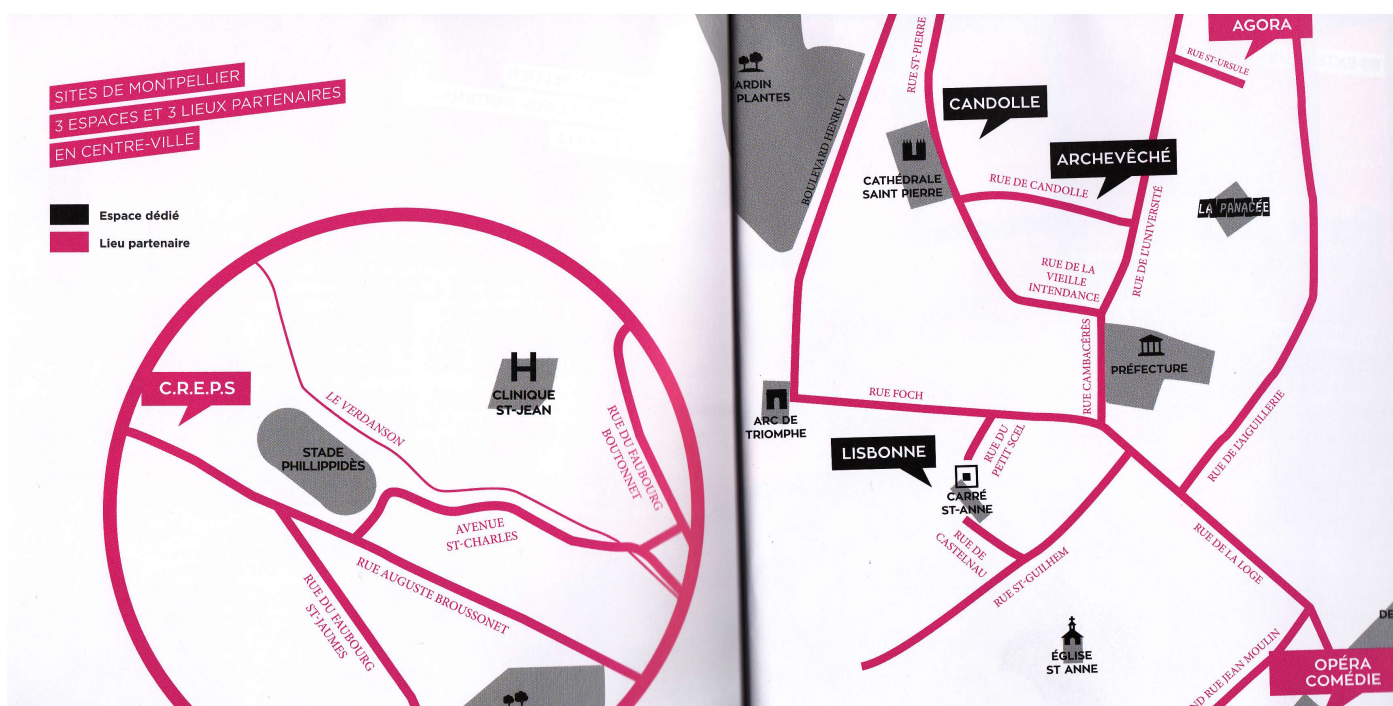 SITES DE MONTPELLIER
3 ESPACES ET 3 LIEUX PARTENAIRES
EN CENTRE-VILLE
Espace dédié
Lieu partenaire
C.R.E.P.S
LE VERDANSON
CLINIQUE
ST-JEAN
STADE
PHILLIPPIDÈS
RUE DU FAUBOURG
BOUTONNET
AVENUE
ST-CHARLES
RUE AUGUSTE BROUSSONET
RUE DU FAUBOURG
ST-JAUMES
JARDIN
PLANTES
BOULEVARD HENRI IV
RUE ST-PIERRE
AGORA
RUE ST-URSULE
CANDOLLE
ARCHEVÊCHÉ
CATHÉDRALE
SAINT PIERRE
RUE DE CANDOLLE
RUE DE L'UNIVERSITÉ
LA PANACÉE
RUE DE LA
VIEILLE
INTENDANCE
RUE CAMBACÉRÈS
PRÉFECTURE
RUE FOCH
ARC DE
TRIOMPHE
RUE DU
PETIT SCEL
RUE DE L'AIGUILLERIE
LISBONNE
CARRÉ
ST-ANNE
RUE DE
CASTELNAU
RUE ST-GUILHEM
RUE DE LA LOGE
ÉGLISE
ST ANNE
DE
ND RUE JEAN MOULIN
OPÉRA
COMÉDIE